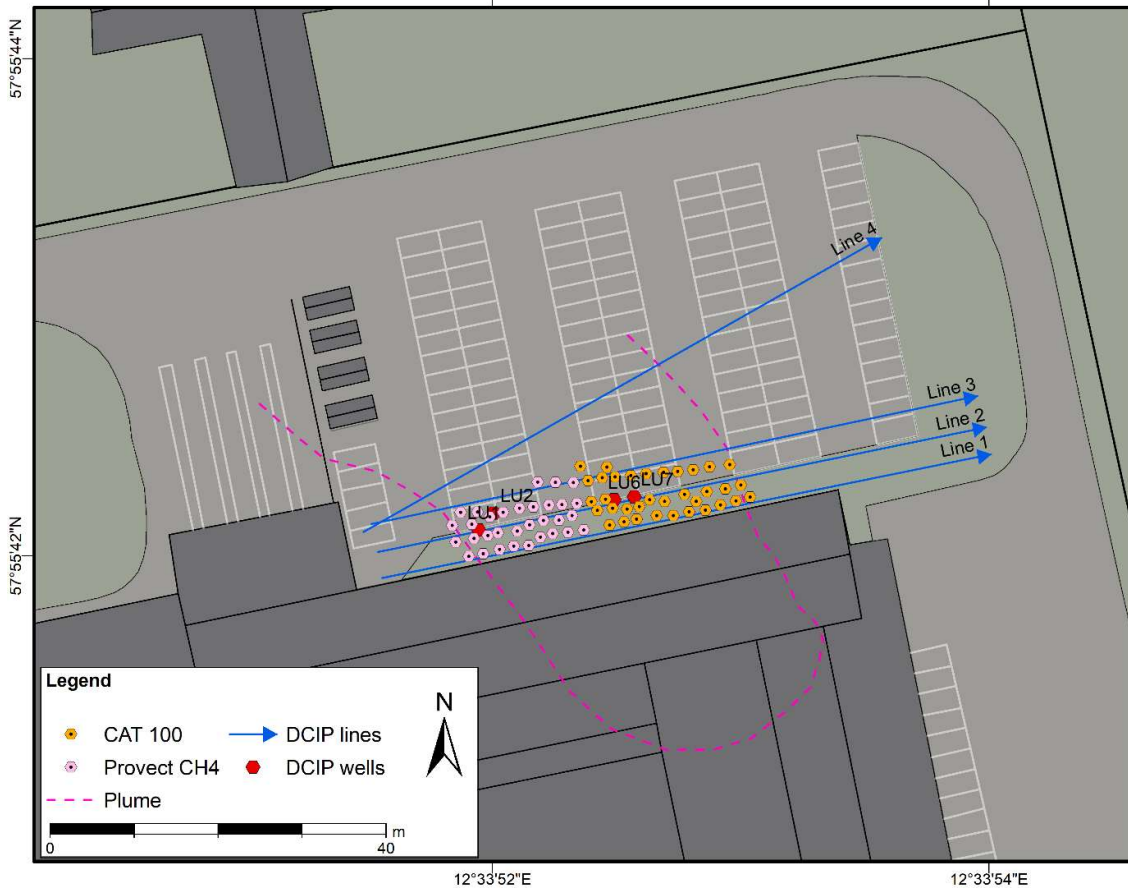 57°55'44"N
57°55'42"N
Line 4
Line 3
Line 2
Line 1
LU6
LU7
LU2
LU1
Legend
CAT 100
DCIP lines
Provect CH4
DCIP wells
Plume
N
0
40
m
12°33'52"E
12°33'54"E